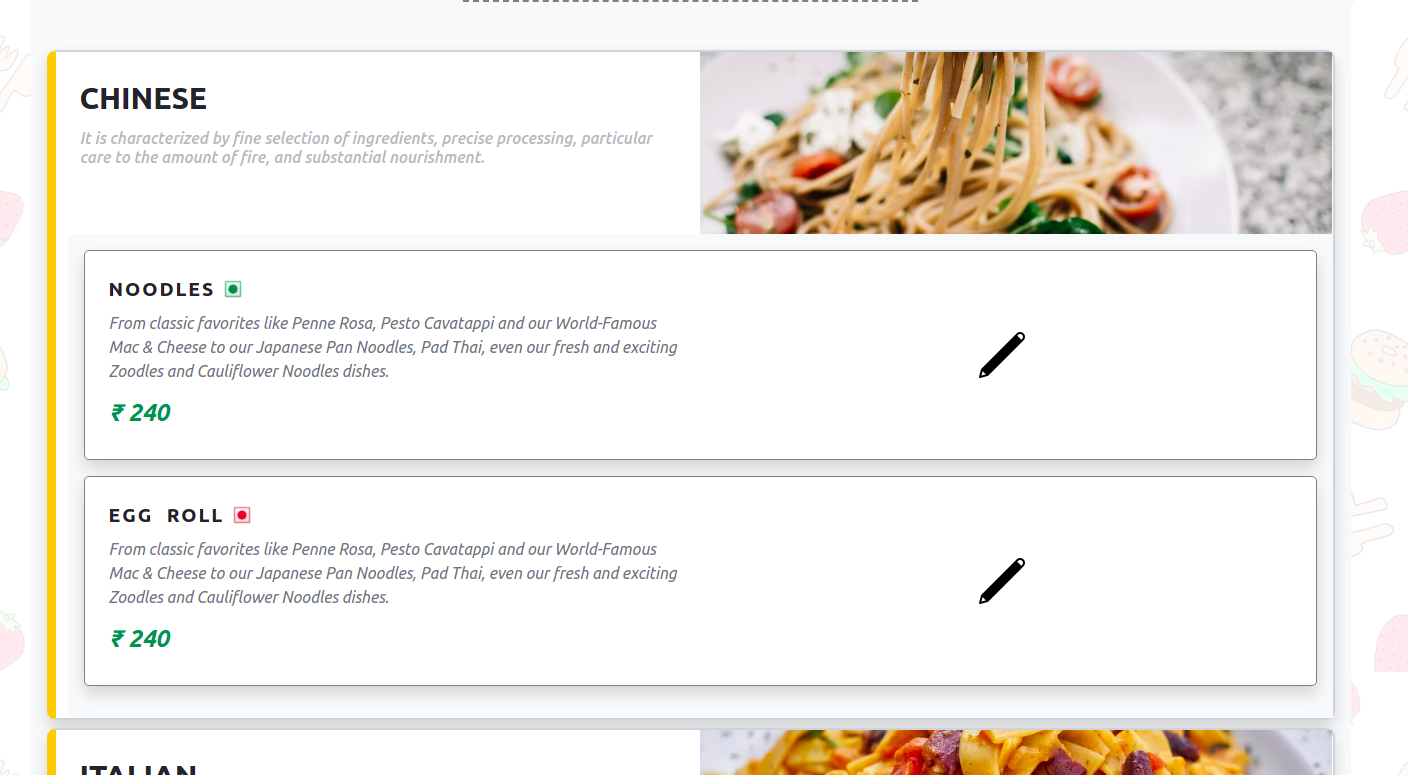 CHINESE
It is characterized by fine selection of ingredients, precise processing, particular
care to the amount of fire, and substantial nourishment.
NOODLES
From classic favorites like Penne Rosa, Pesto Cavatappi and our World-Famous
Mac & Cheese to our Japanese Pan Noodles, Pad Thai, even our fresh and exciting
Zoodles and Cauliflower Noodles dishes.
₹ 240
EGG ROLL
From classic favorites like Penne Rosa, Pesto Cavatappi and our World-Famous
Mac & Cheese to our Japanese Pan Noodles, Pad Thai, even our fresh and exciting
Zoodles and Cauliflower Noodles dishes.
₹ 240
ITALIAN